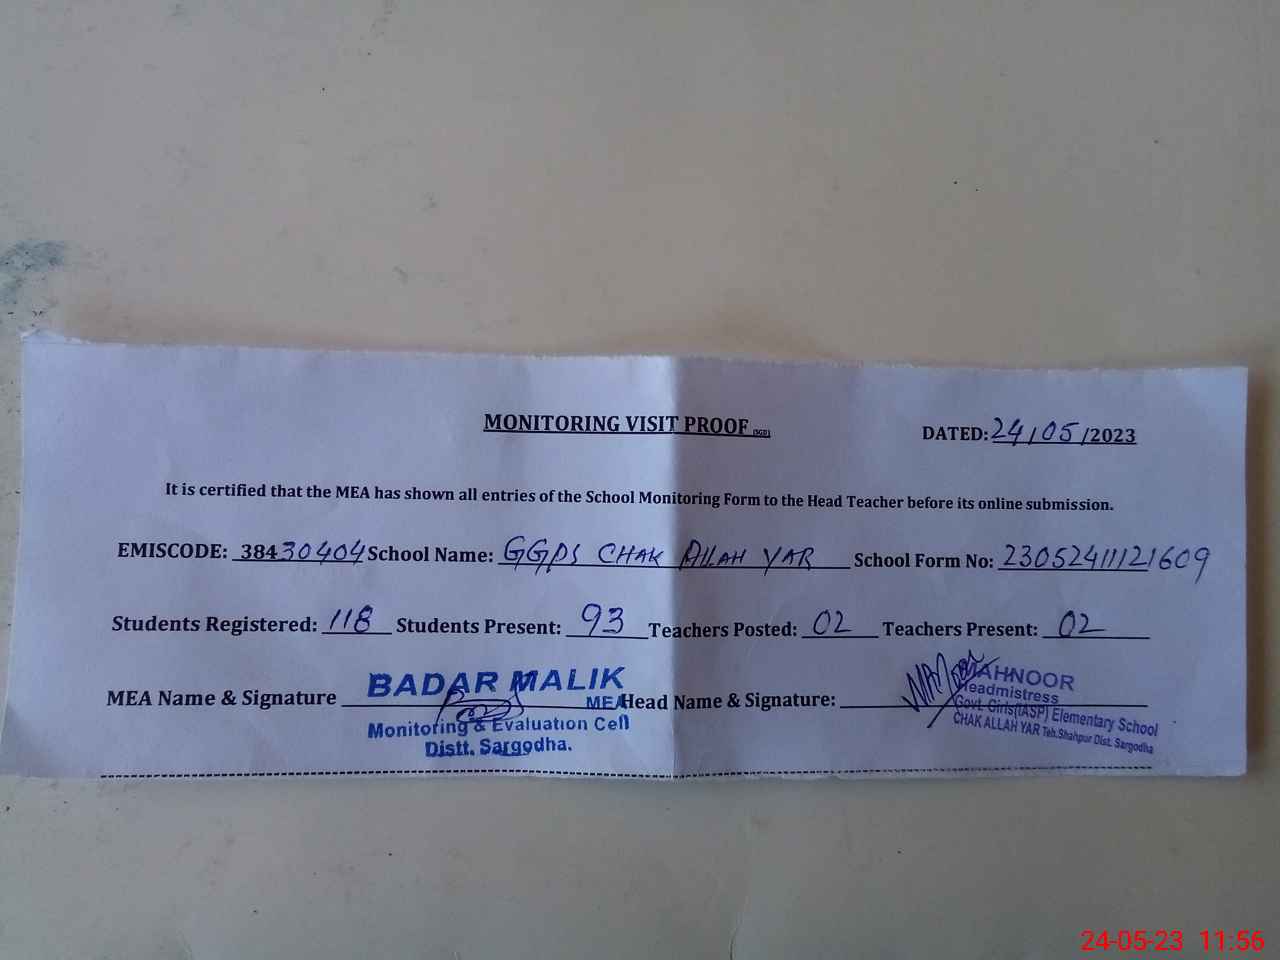 MONITORING VISIT PROOF (SGD)
DATED: 24/05/2023
It is certified that the MEA has shown all entries of the School Monitoring Form to the Head Teacher before its online submission.
EMISCODE: 38430404 School Name: GGPS CHAK ALLAH YAR School Form No: 23052411121609
Students Registered: 118 Students Present: 93 Teachers Posted: 02 Teachers Present: 02
MEA Name & Signature
BADAR MALIK
MEA
Monitoring & Evaluation Cell
Distt. Sargodha.
Head Name & Signature:
MAHNOOR
Headmistress
Govt. Girls(IASP) Elementary School
CHAK ALLAH YAR Teh.Shahpur Dist. Sargodha
24-05-23 11:56